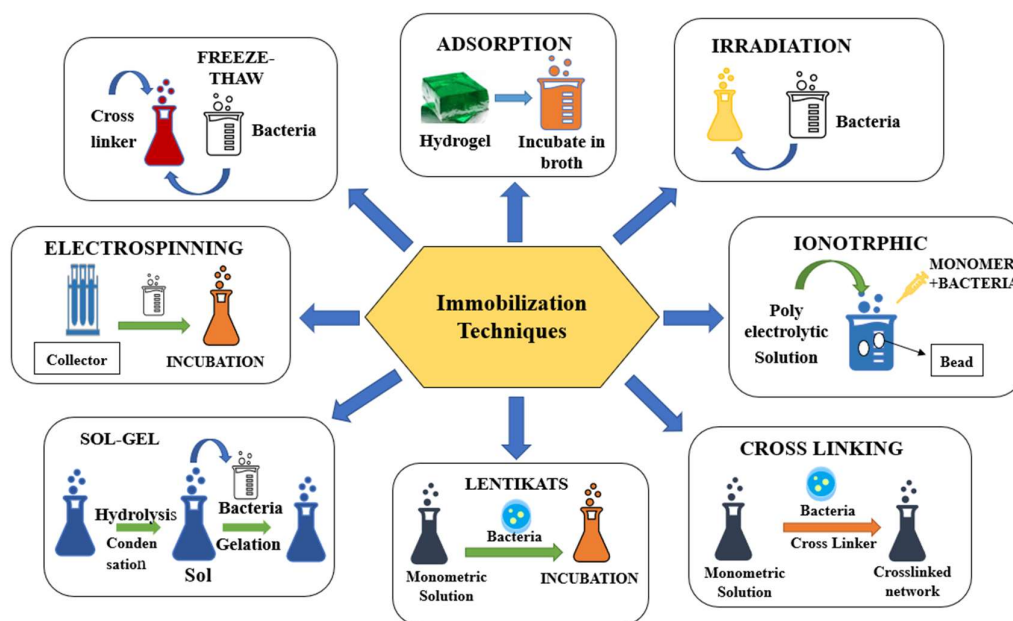 FREEZE-
THAW
Cross
linker
Bacteria
ADSORPTION
Hydrogel
Incubate in
broth
IRRADIATION
Bacteria
ELECTROSPINNING
Collector
INCUBATION
Immobilization
Techniques
IONOTRPHIC
MONOMER
+BACTERIA
Poly
electrolytic
Solution
Bead
SOL-GEL
Hydrolysis
Conden
sation
Sol
Bacteria
Gelation
LENTIKATS
Bacteria
Monometric
Solution
INCUBATION
CROSS LINKING
Bacteria
Cross Linker
Monometric
Solution
Crosslinked
network